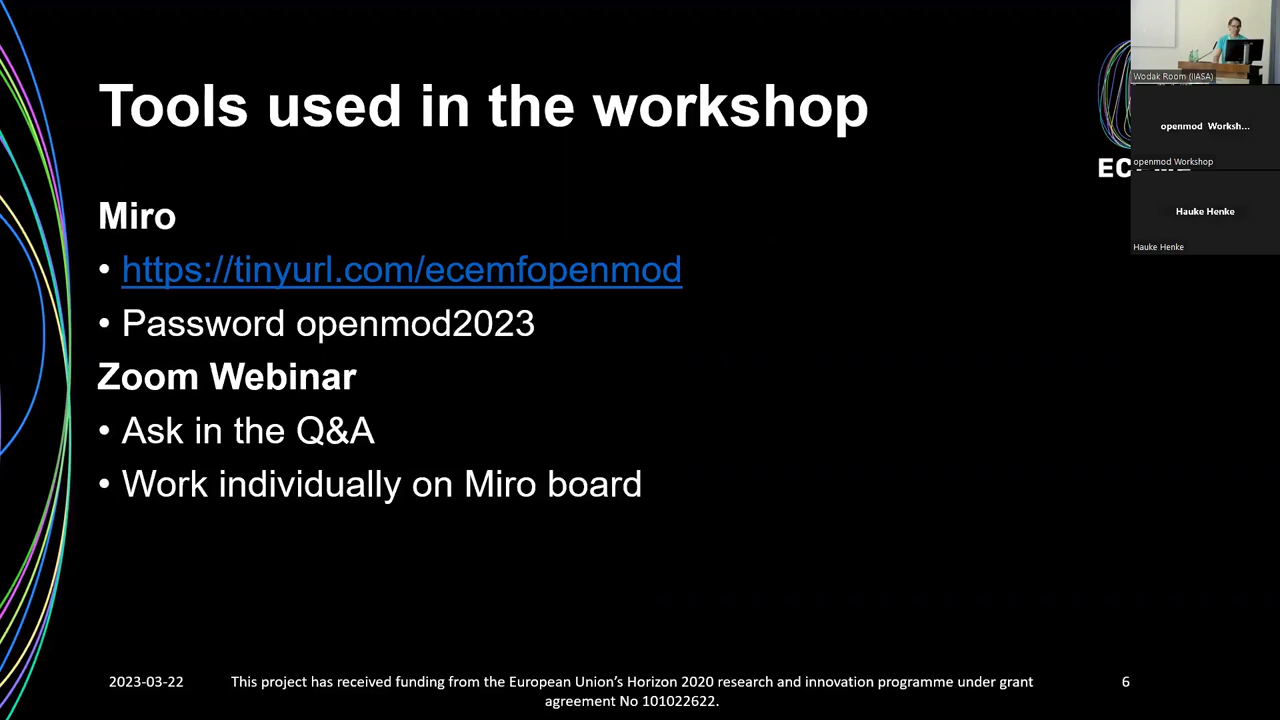 Tools used in the workshop
Miro
• https://tinyurl.com/ecemfopenmod
• Password openmod2023
Zoom Webinar
• Ask in the Q&A
• Work individually on Miro board
2023-03-22
This project has received funding from the European Union’s Horizon 2020 research and innovation programme under grant
agreement No 101022622.
6
Wodak Room (IIASA)
openmod Worksh...
openmod Workshop
Hauke Henke
Hauke Henke